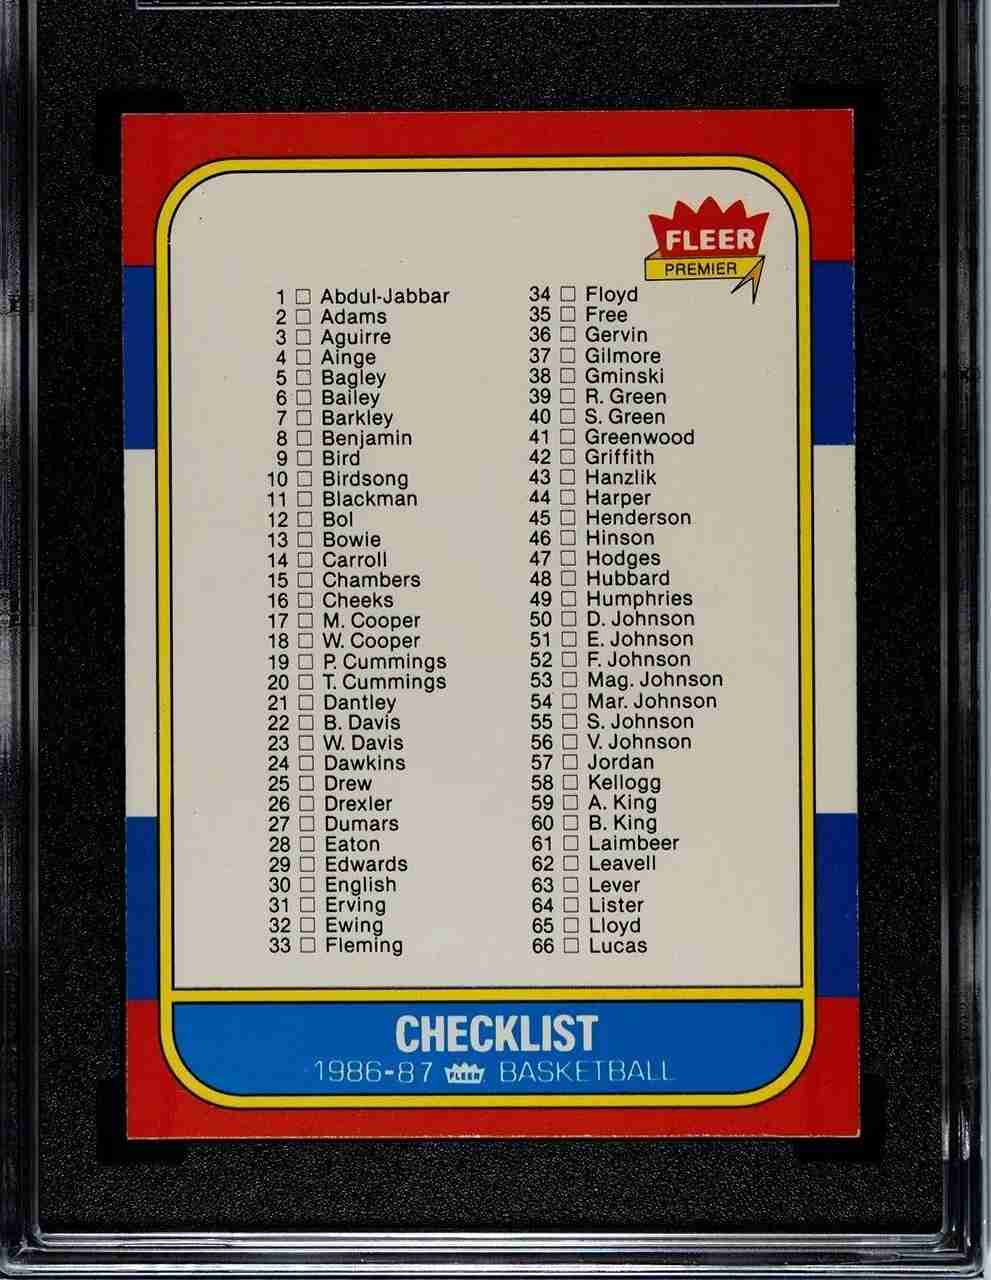 FLEER
PREMIER
1 □ Abdul-Jabbar
2 □ Adams
3 □ Aguirre
4 □ Ainge
5 □ Bagley
6 □ Bailey
7 □ Barkley
8 □ Benjamin
9 □ Bird
10 □ Birdsong
11 □ Blackman
12 □ Bol
13 □ Bowie
14 □ Carroll
15 □ Chambers
16 □ Cheeks
17 □ M. Cooper
18 □ W. Cooper
19 □ P. Cummings
20 □ T. Cummings
21 □ Dantley
22 □ B. Davis
23 □ W. Davis
24 □ Dawkins
25 □ Drew
26 □ Drexler
27 □ Dumars
28 □ Eaton
29 □ Edwards
30 □ English
31 □ Erving
32 □ Ewing
33 □ Fleming
34 □ Floyd
35 □ Free
36 □ Gervin
37 □ Gilmore
38 □ Gminski
39 □ R. Green
40 □ S. Green
41 □ Greenwood
42 □ Griffith
43 □ Hanzlik
44 □ Harper
45 □ Henderson
46 □ Hinson
47 □ Hodges
48 □ Hubbard
49 □ Humphries
50 □ D. Johnson
51 □ E. Johnson
52 □ F. Johnson
53 □ Mag. Johnson
54 □ Mar. Johnson
55 □ S. Johnson
56 □ V. Johnson
57 □ Jordan
58 □ Kellogg
59 □ A. King
60 □ B. King
61 □ Laimbeer
62 □ Leavell
63 □ Lever
64 □ Lister
65 □ Lloyd
66 □ Lucas
CHECKLIST
1986-87 FLEER BASKETBALL